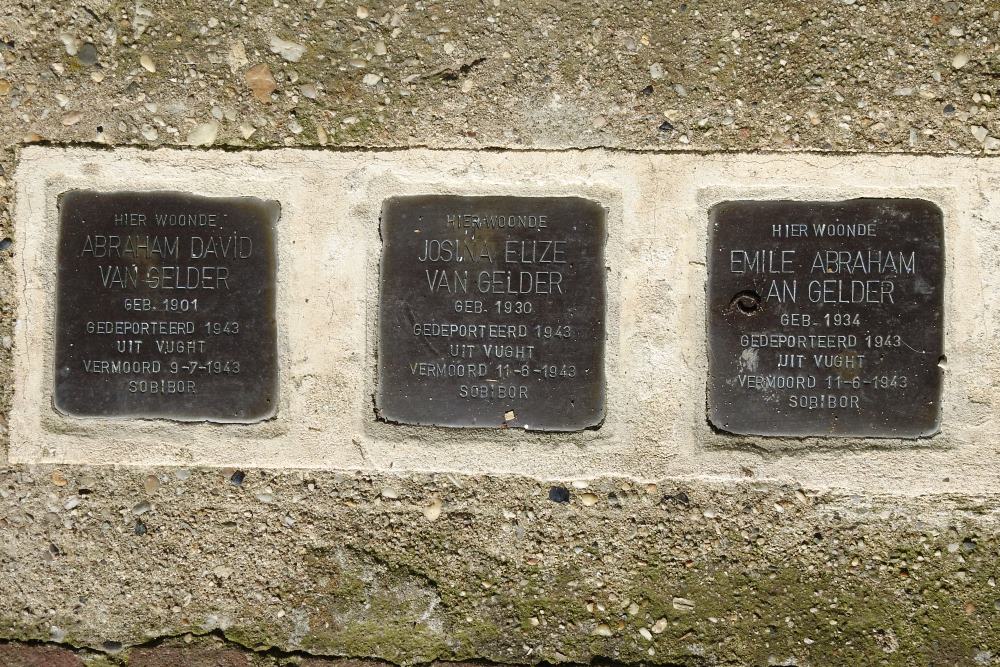 HIER WOONDE
ABRAHAM DAVID
VAN GELDER
GEB. 1901
GEDEPORTEERD 1943
UIT VUGHT
VERMOORD 9-7-1943
SOBIBOR
HIER WOONDE
JOSINA ELIZE
VAN GELDER
GEB. 1930
GEDEPORTEERD 1943
UIT VUGHT
VERMOORD 11-6-1943
SOBIBOR
HIER WOONDE
EMILE ABRAHAM
VAN GELDER
GEB. 1934
GEDEPORTEERD 1943
UIT VUGHT
VERMOORD 11-6-1943
SOBIBOR